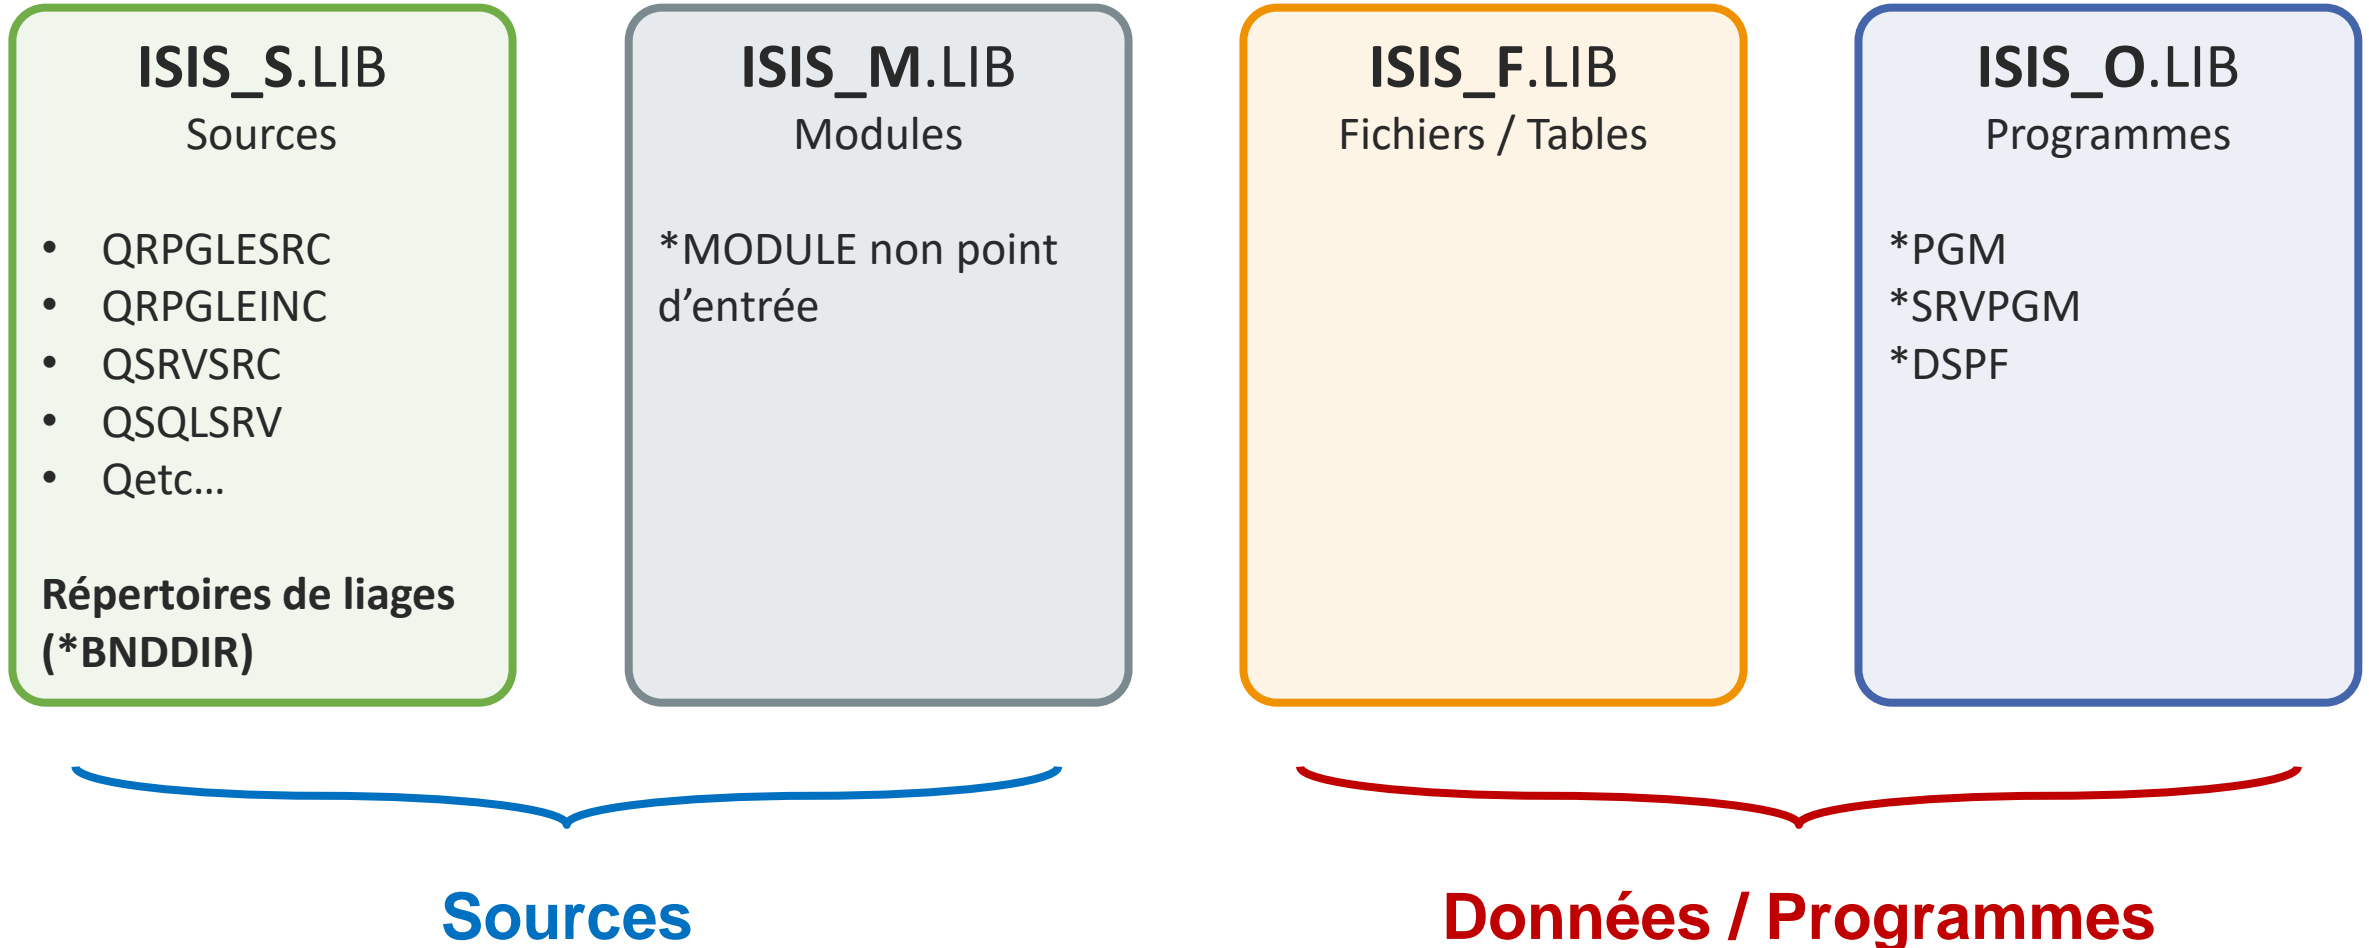 ISIS_S.LIB
Sources
• QRPGLESRC
• QRPGLEINC
• QSRVSRC
• QSQLSRV
• Qetc…
Répertoires de liages
(*BNDDIR)
ISIS_M.LIB
Modules
*MODULE non point
d’entrée
ISIS_F.LIB
Fichiers / Tables
ISIS_O.LIB
Programmes
*PGM
*SRVPGM
*DSPF
Sources
Données / Programmes